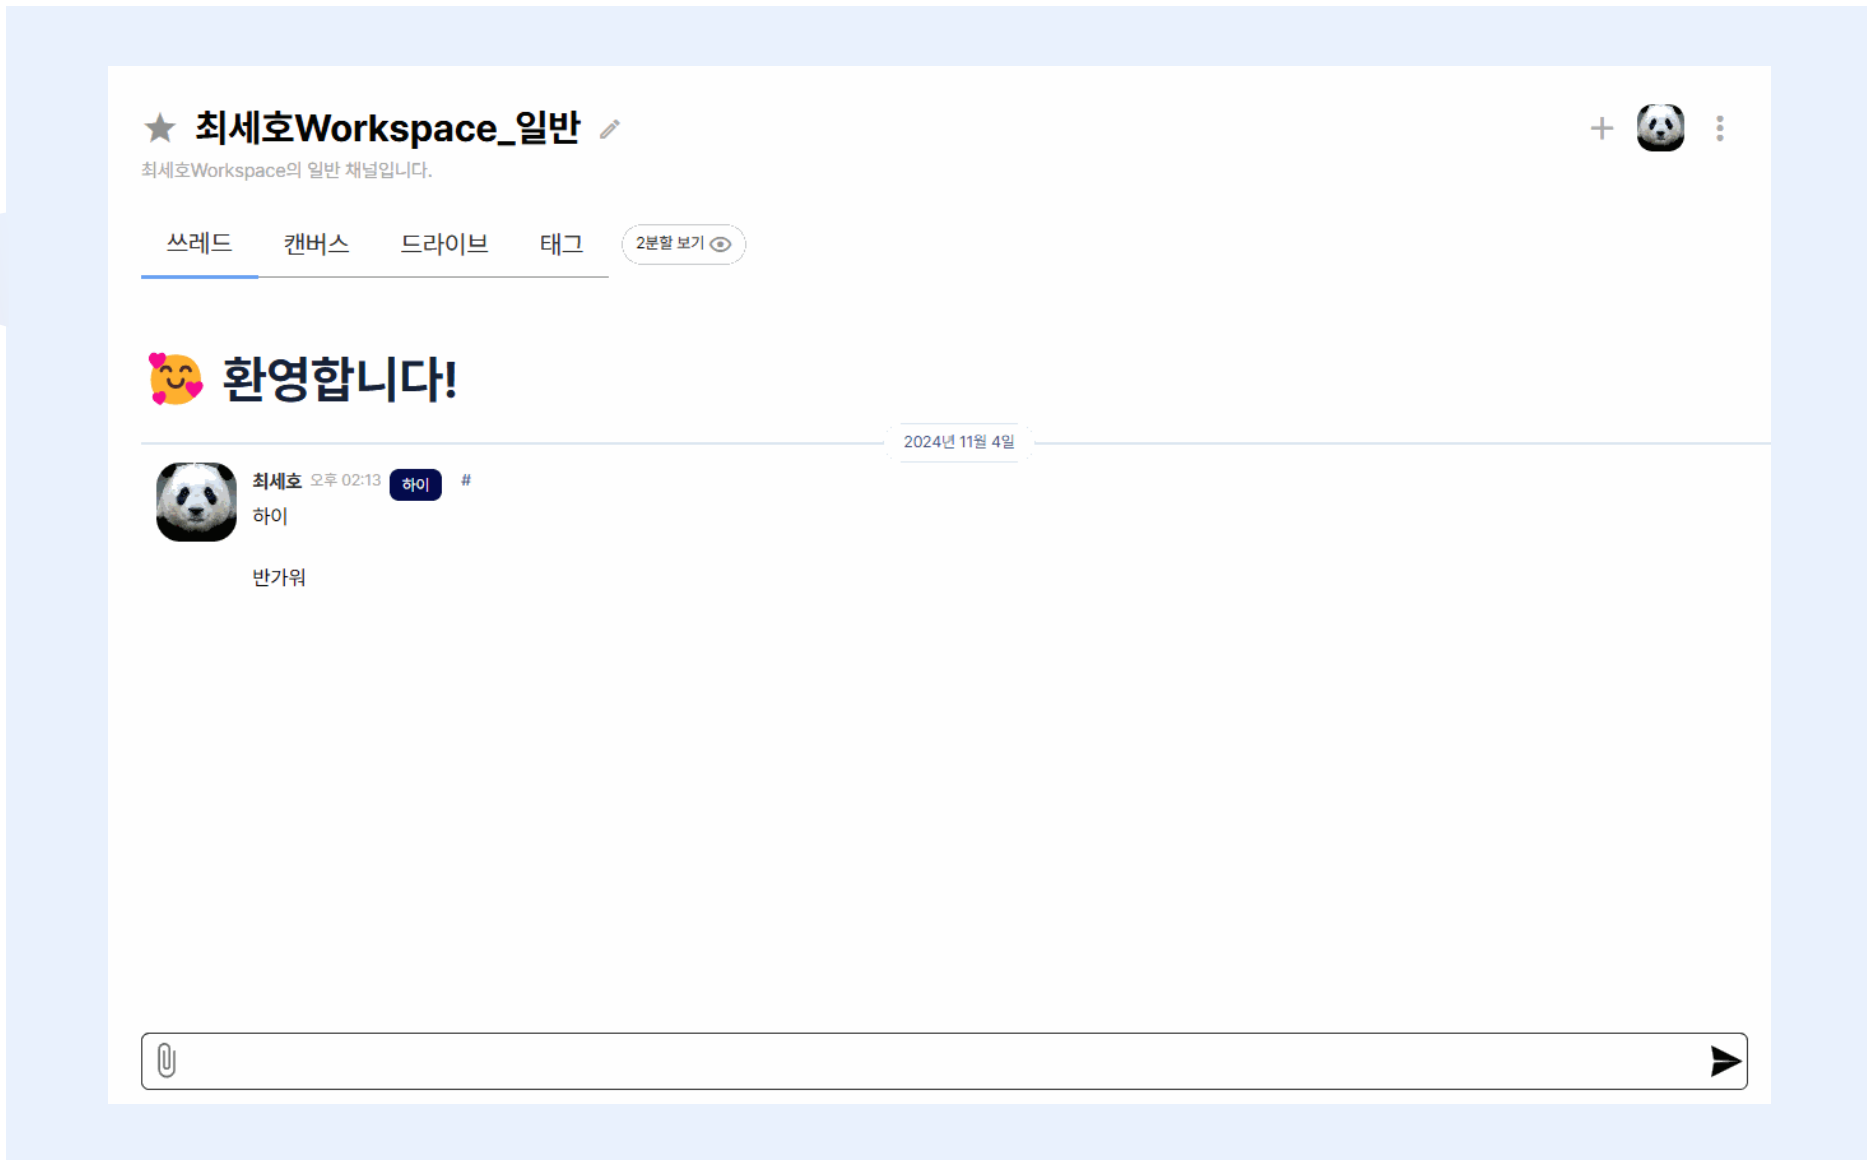 최세호Workspace_일반
최세호Workspace의 일반 채널입니다.
쓰레드 캔버스 드라이브 태그 2분할 보기
환영합니다!
2024년 11월 4일
최세호 오후 02:13 하이 #
하이
반가워